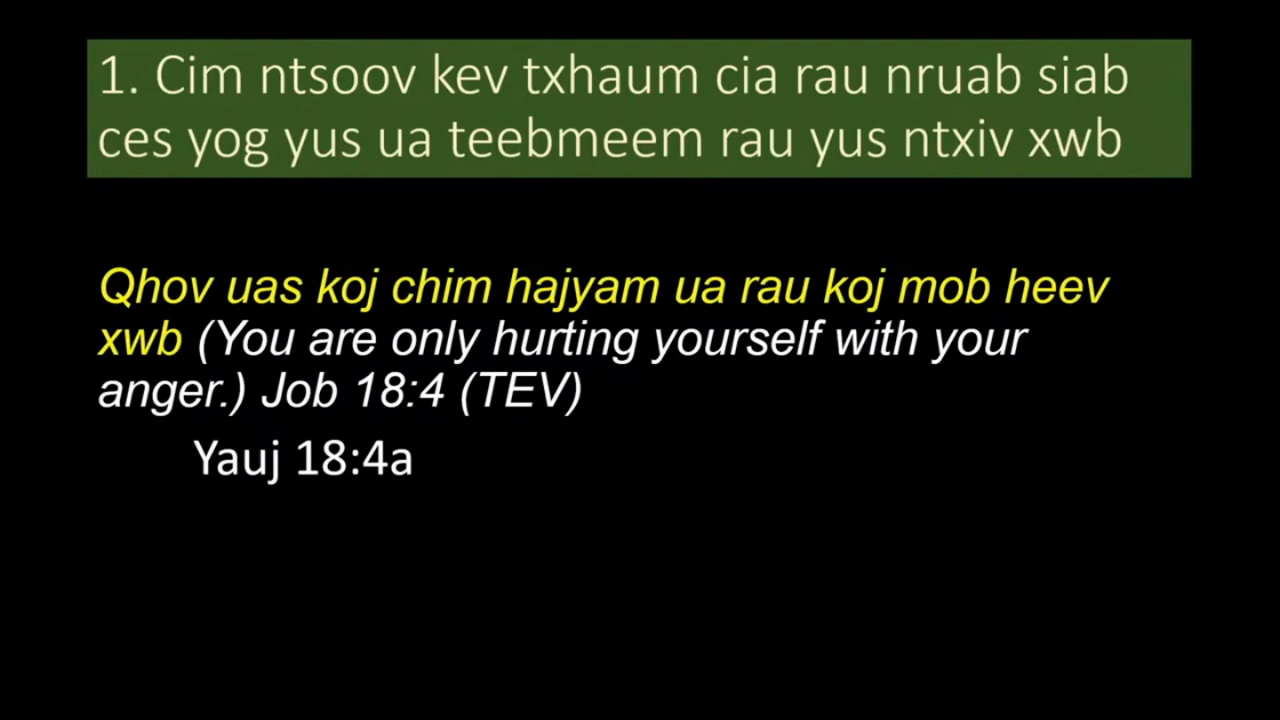 1. Cim ntsoov kev txhaum cia rau nruab siab
ces yog yus ua teebmeem rau yus ntxiv xwb
Qhov uas koj chim hajyam ua rau koj mob heev
xwb (You are only hurting yourself with your
anger.) Job 18:4 (TEV)
Yauj 18:4a